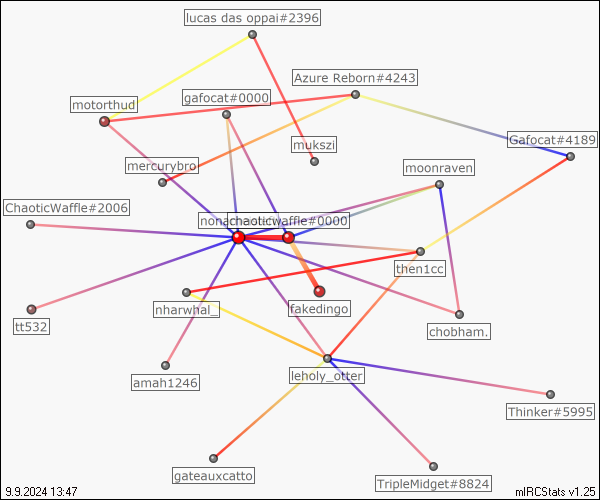 lucas das oppai#2396
Azure Reborn#4243
gafocat#0000
motorthud
mukszi
Gafocat#4189
mercurybro
moonraven
ChaoticWaffle#2006
chaoticwaffle#0000
then1cc
nharwhal_
fakedingo
tt532
chobham.
leholy_otter
amah1246
Thinker#5995
gateauxcatto
TripleMidget#8824
9.9.2024 13:47
mIRCStats v1.25